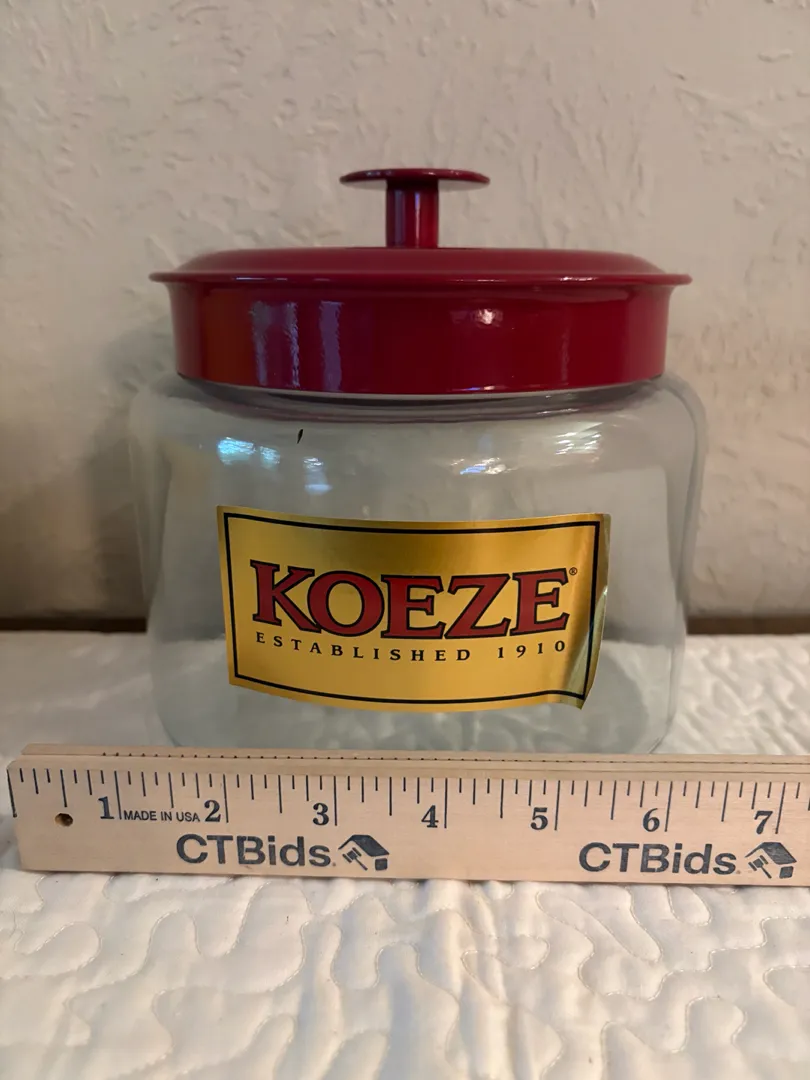 KOEZE®
ESTABLISHED 1910
1 MADE IN USA 2 3 4 5 6 7
CTBids. CTBids.